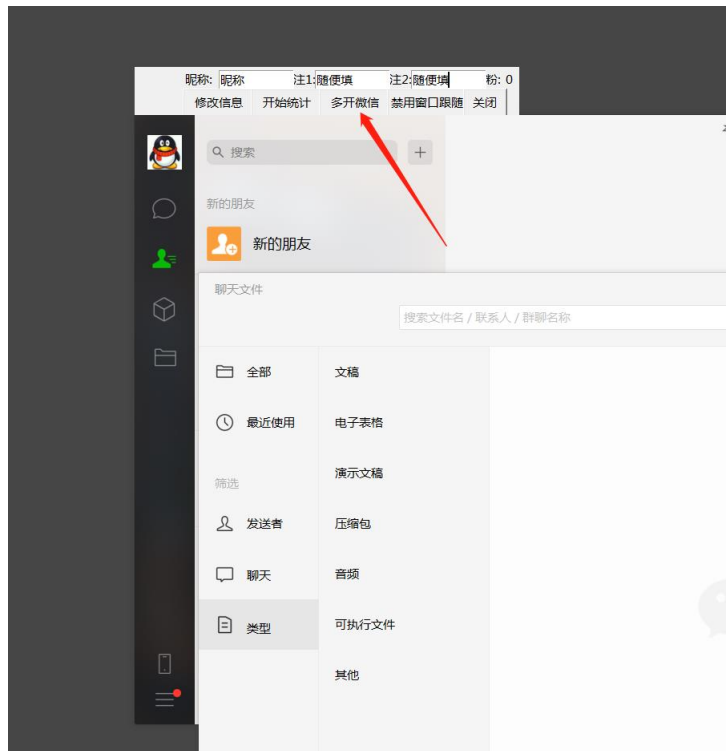 昵称: 昵称 注1:随便填 注2:随便填 粉: 0
修改信息 开始统计 多开微信 禁用窗口跟随 关闭
搜索
新的朋友
新的朋友
聊天文件
搜索文件名 / 联系人 / 群聊名称
全部 文稿
最近使用 电子表格
筛选 演示文稿
发送者 压缩包
聊天 音频
类型 可执行文件
其他